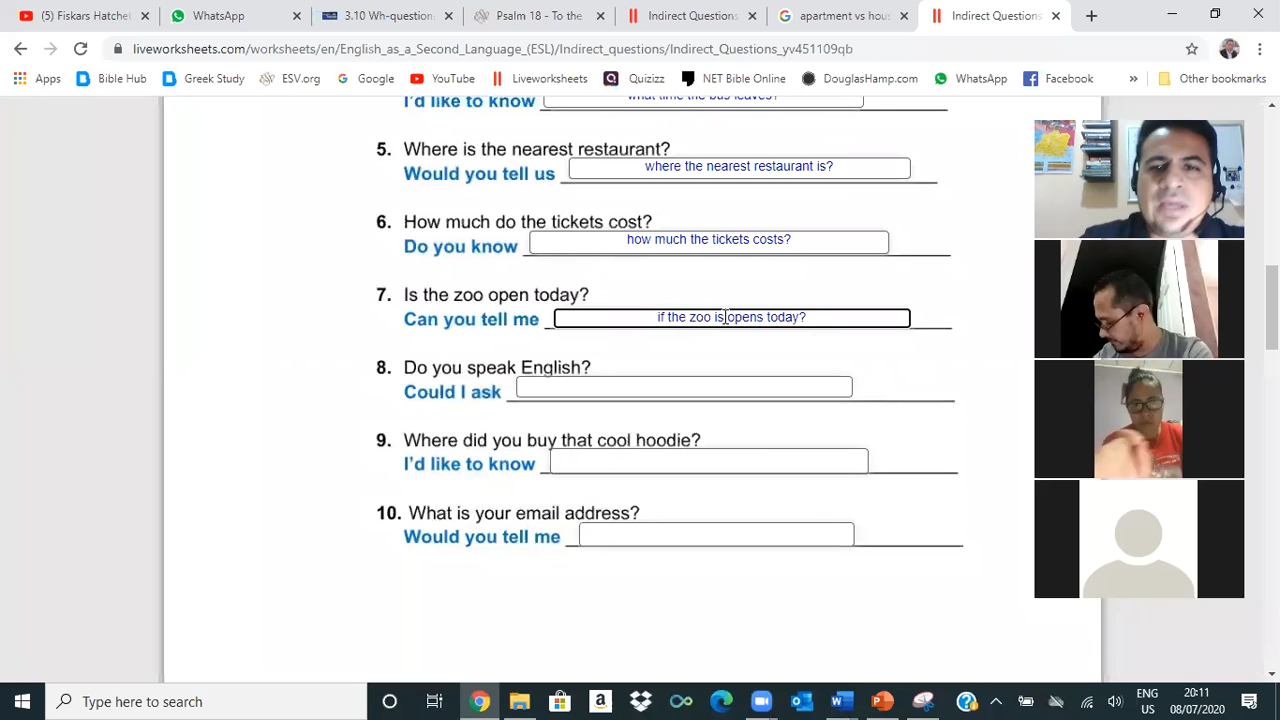 (5) Fiskars Hatche
WhatsApp
3.10 Wh-question
Psalm 18 - To the
Indirect Questions
apartment vs hou
Indirect Questions
liveworksheets.com/worksheets/en/English_as_a_Second_Language_(ESL)/Indirect_questions/Indirect_Questions_yv451109qb
Apps
Bible Hub
Greek Study
ESV.org
Google
YouTube
Liveworksheets
Quizizz
NET Bible Online
DouglasHamp.com
WhatsApp
Facebook
»
Other bookmarks
I'd like to know what time the bus leaves?
5. Where is the nearest restaurant?
Would you tell us where the nearest restaurant is?
6. How much do the tickets cost?
Do you know how much the tickets costs?
7. Is the zoo open today?
Can you tell me if the zoo is opens today?
8. Do you speak English?
Could I ask
9. Where did you buy that cool hoodie?
I'd like to know
10. What is your email address?
Would you tell me
Type here to search
ENG
US
20:11
08/07/2020